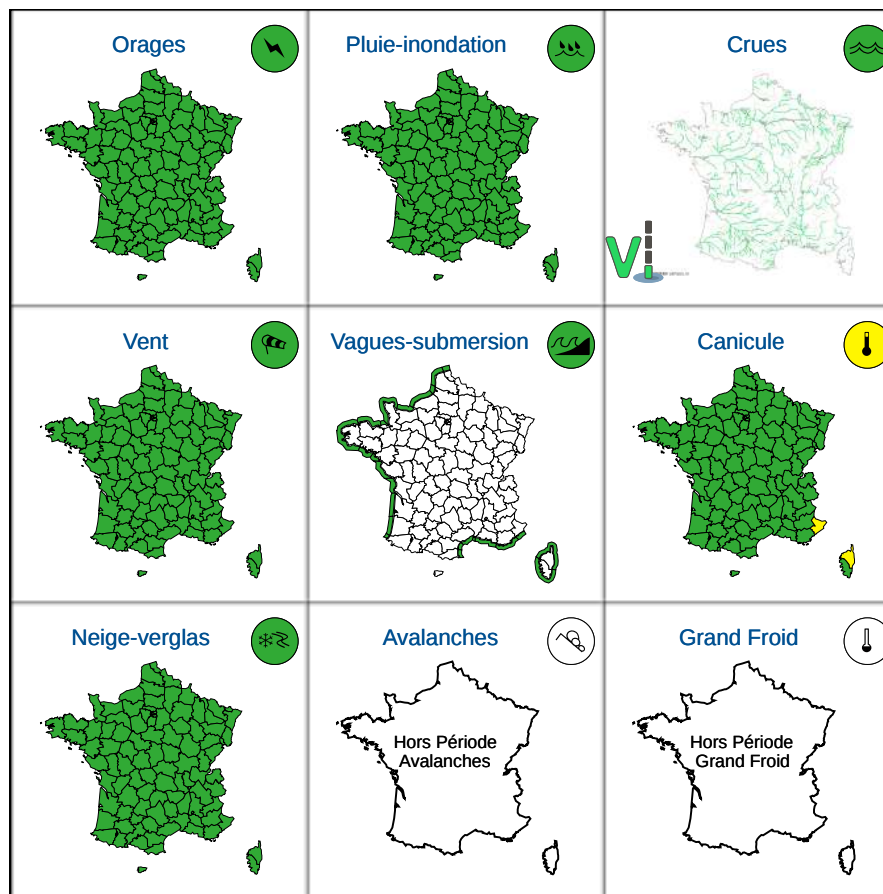 Orages
Pluie-inondation
Crues
Vi
Vent
Vagues-submersion
Canicule
Neige-verglas
Avalanches
Grand Froid
Hors Période
Avalanches
Hors Période
Grand Froid